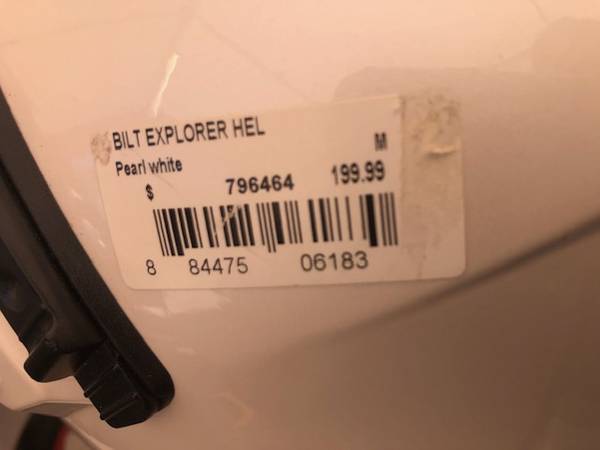 BILT EXPLORER HEL
Pearl white M
$ 796464 199.99
8 84475 06183